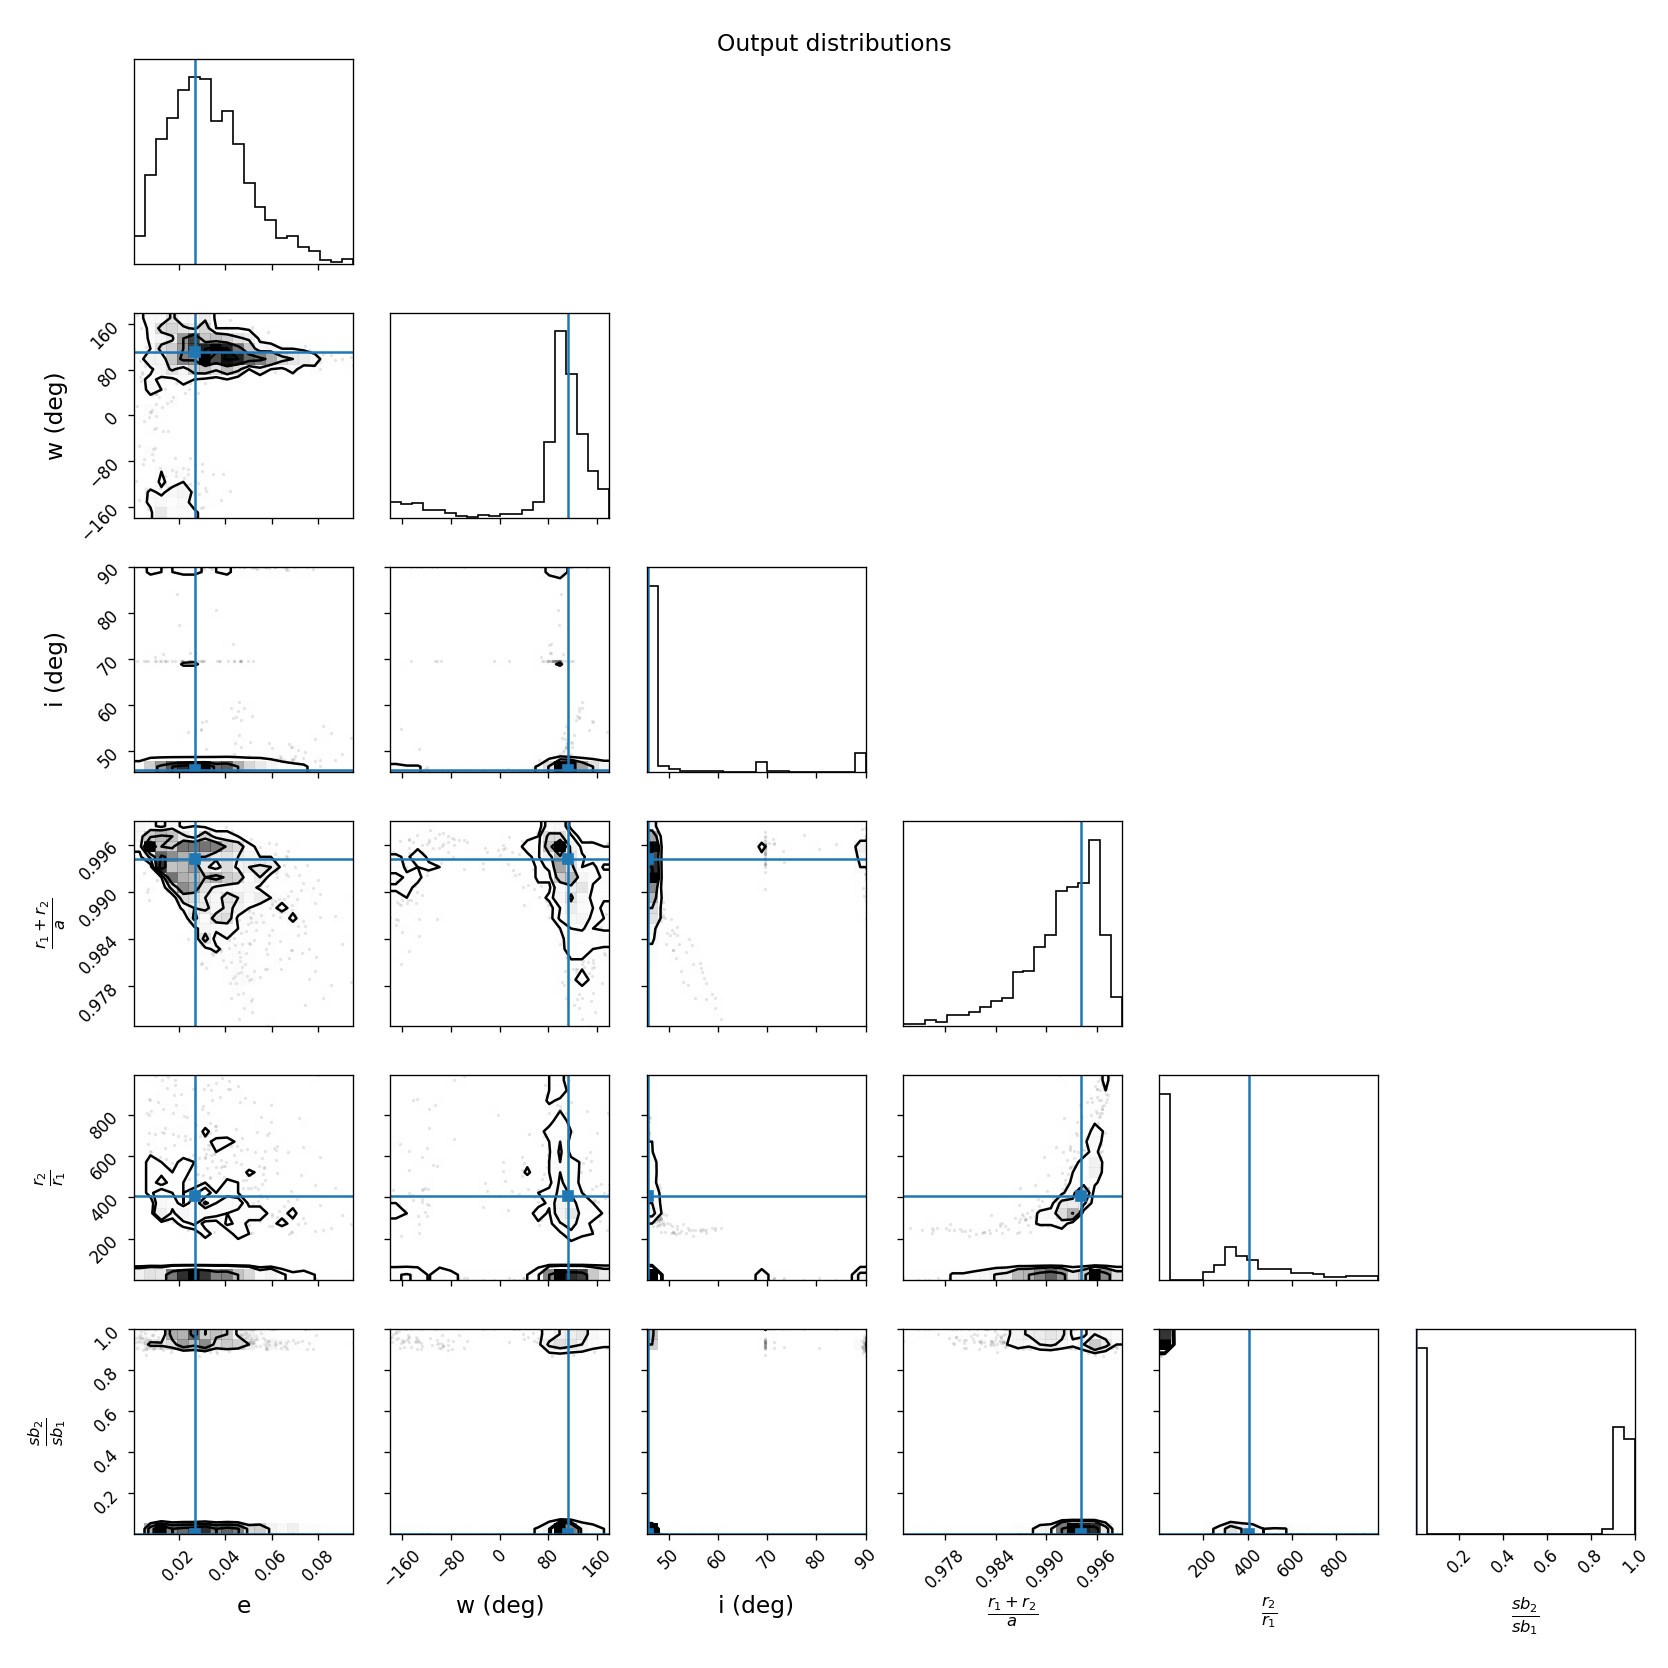 Output distributions
w (deg)
160
80
0
−80
−160
i (deg)
90
80
70
60
50
r₁ + r₂
a
0.996
0.990
0.984
0.978
r₂
r₁
800
600
400
200
sb₂
sb₁
1.0
0.8
0.6
0.4
0.2
0.02 0.04 0.06 0.08 −160 −80 0 80 160 50 60 70 80 90 0.978 0.984 0.990 0.996 200 400 600 800 0.2 0.4 0.6 0.8 1.0
e w (deg) i (deg)
r₁ + r₂
a
r₂
r₁
sb₂
sb₁